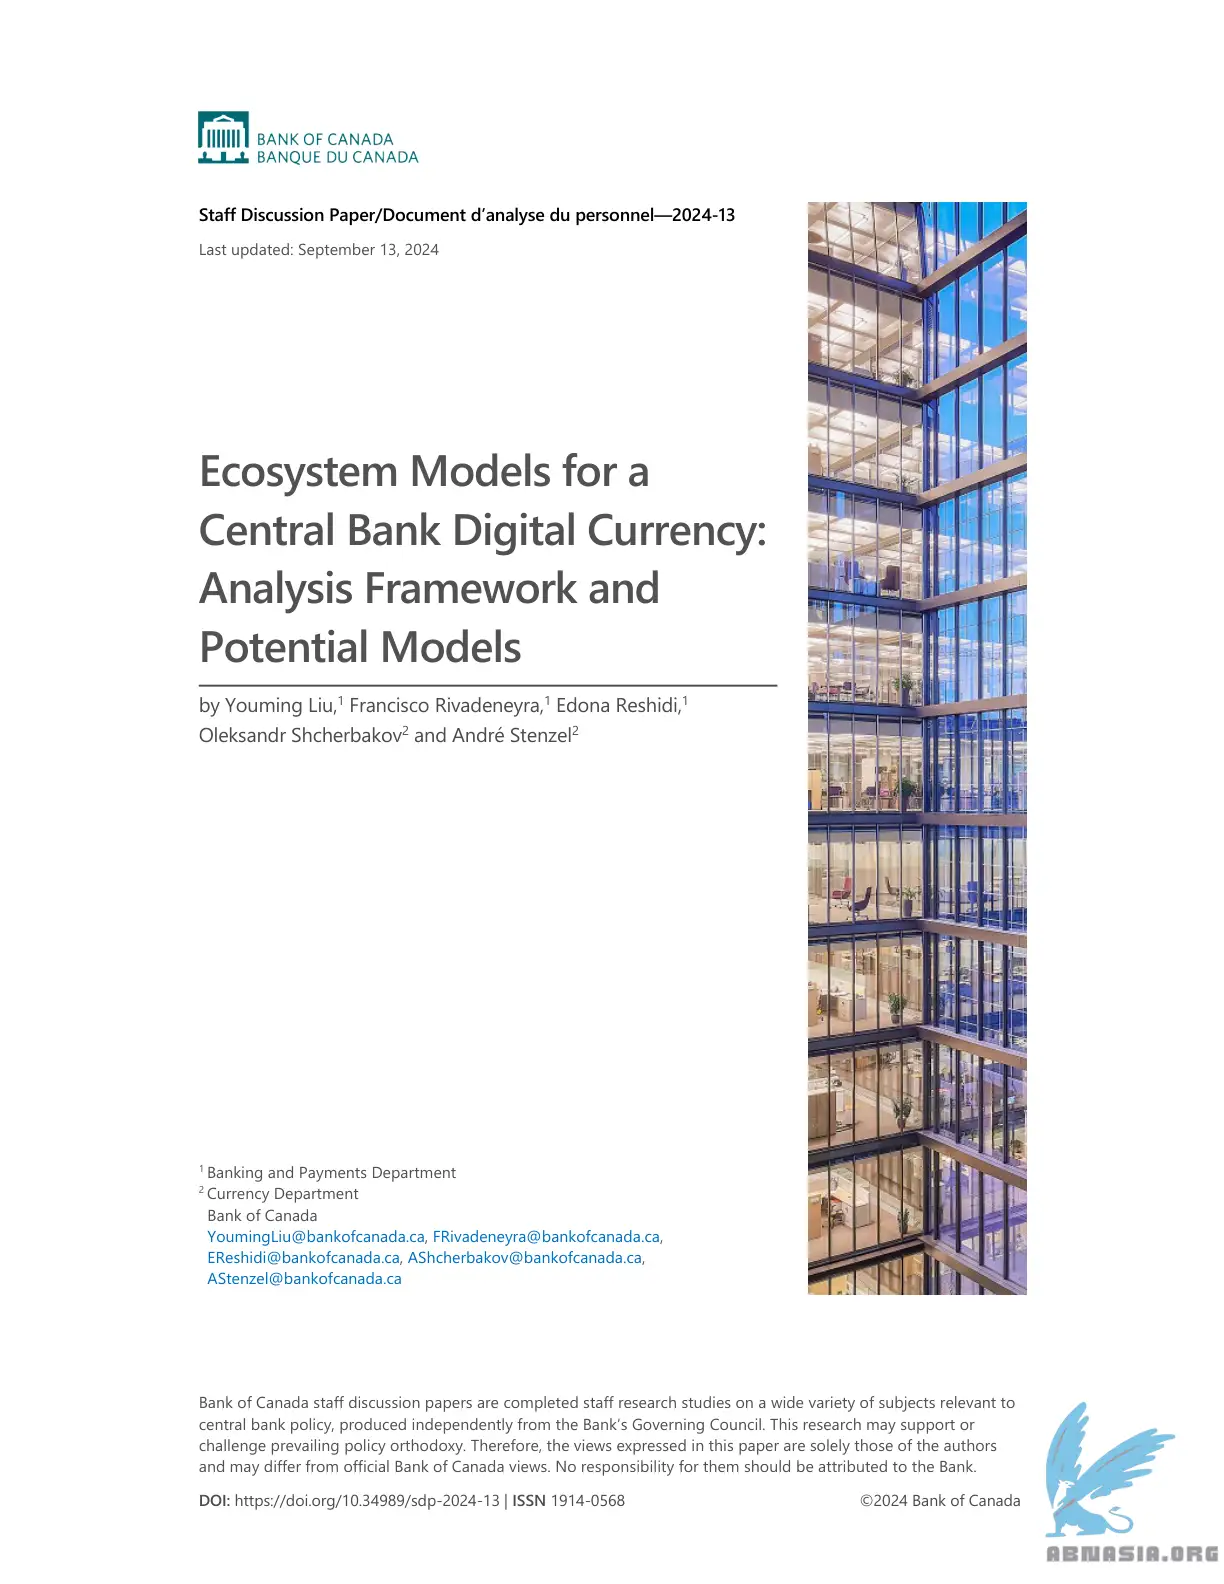 BANK OF CANADA
BANQUE DU CANADA
Staff Discussion Paper/Document d’analyse du personnel—2024-13
Last updated: September 13, 2024
Ecosystem Models for a
Central Bank Digital Currency:
Analysis Framework and
Potential Models
by Youming Liu,1 Francisco Rivadeneyra,1 Edona Reshidi,1
Oleksandr Shcherbakov2 and André Stenzel2
1 Banking and Payments Department
2 Currency Department
Bank of Canada
YoumingLiu@bankofcanada.ca, FRivadeneyra@bankofcanada.ca,
EReshidi@bankofcanada.ca, AShcherbakov@bankofcanada.ca,
AStenzel@bankofcanada.ca
Bank of Canada staff discussion papers are completed staff research studies on a wide variety of subjects relevant to
central bank policy, produced independently from the Bank’s Governing Council. This research may support or
challenge prevailing policy orthodoxy. Therefore, the views expressed in this paper are solely those of the authors
and may differ from official Bank of Canada views. No responsibility for them should be attributed to the Bank.
DOI: https://doi.org/10.34989/sdp-2024-13 | ISSN 1914-0568
©2024 Bank of Canada
ABNASIA.ORG